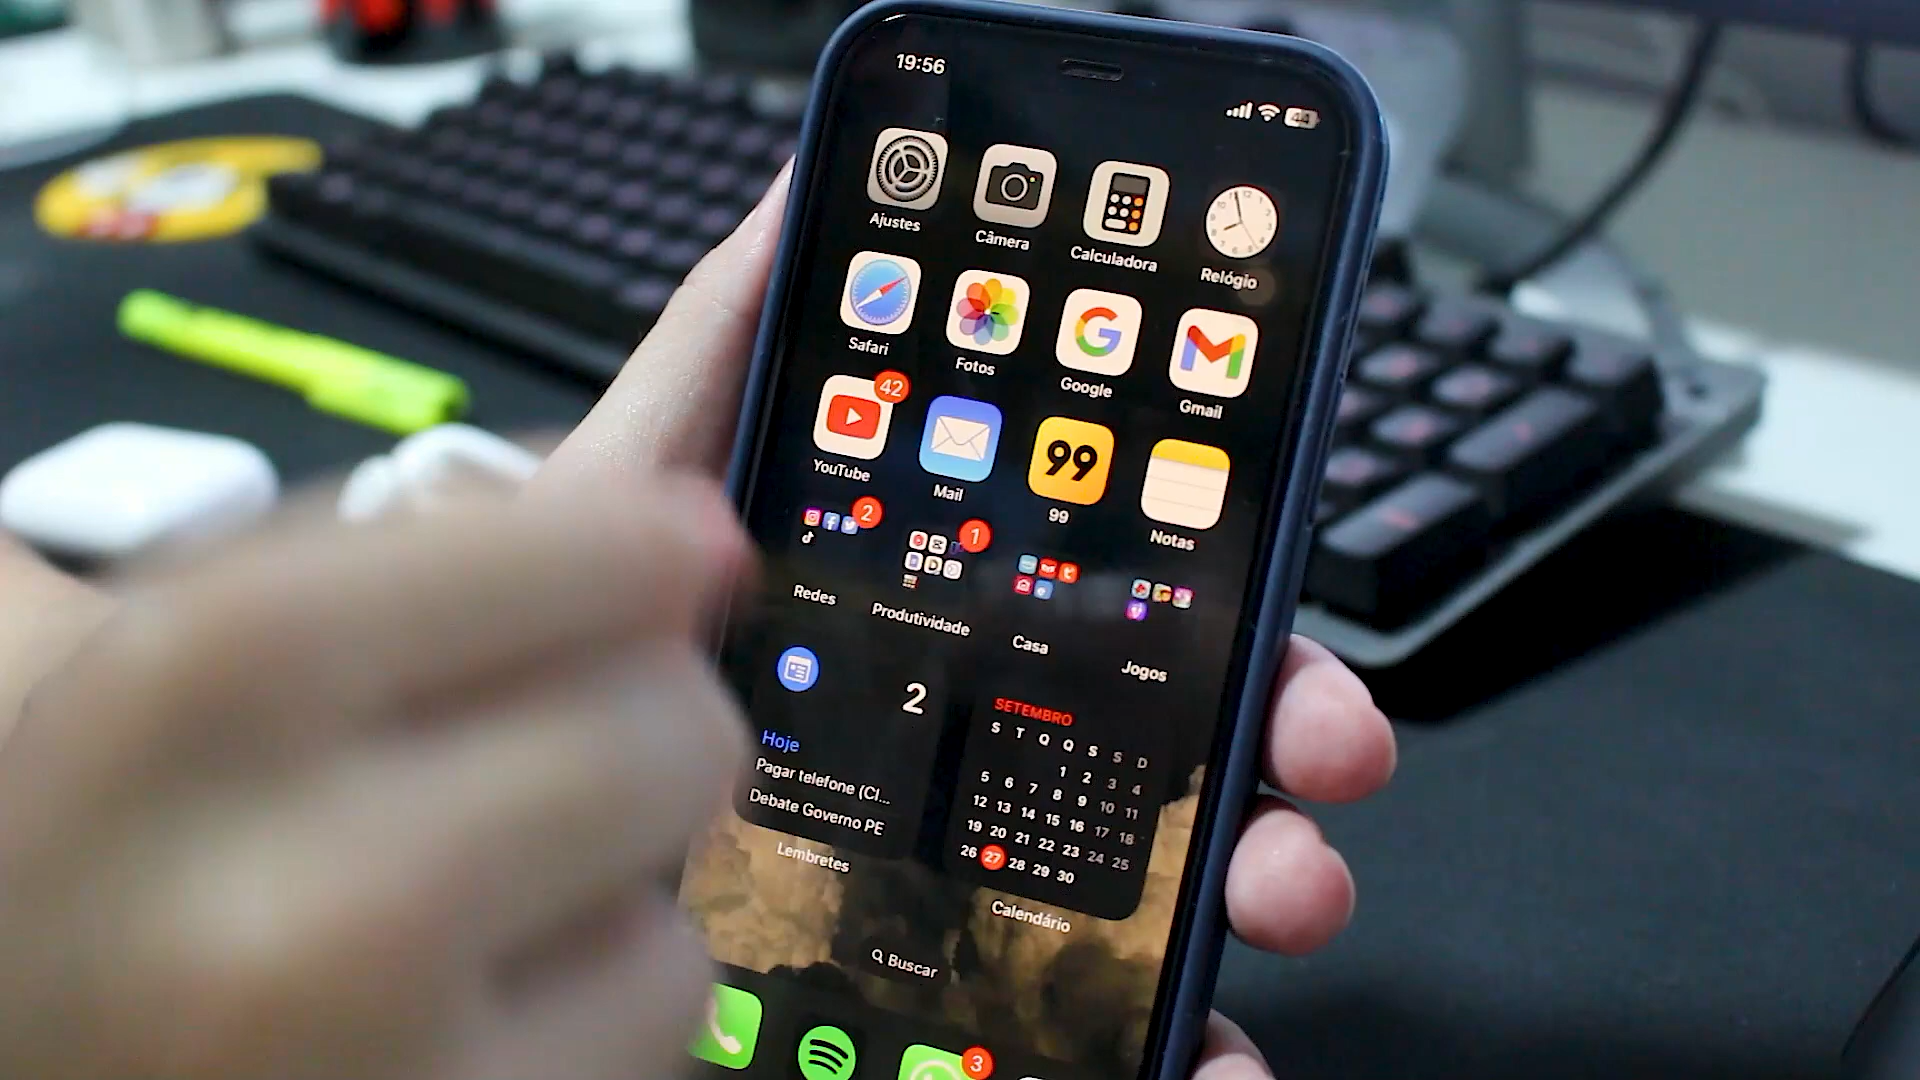 19:56
44
Ajustes
Câmera
Calculadora
Relógio
Safari
Fotos
Google
Gmail
42
YouTube
Mail
99
99
Notas
2
Redes
1
Produtividade
Casa
Jogos
2
Hoje
Pagar telefone (Cl...
Debate Governo PE
Lembretes
SETEMBRO
S T Q Q S S D
1 2 3 4
5 6 7 8 9 10 11
12 13 14 15 16 17 18
19 20 21 22 23 24 25
26 27 28 29 30
Calendário
Buscar
3